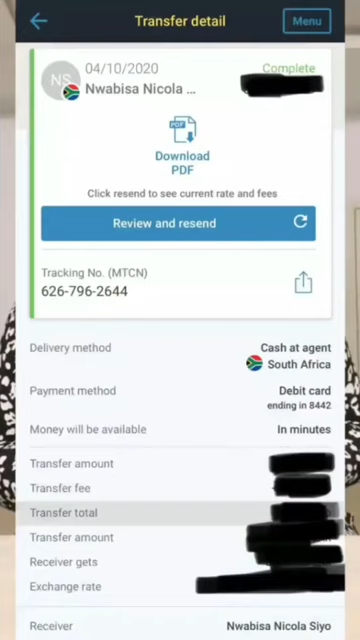 Transfer detail
Menu
NS
04/10/2020
Complete
Nwabisa Nicola ...
PDF
Download
PDF
Click resend to see current rate and fees
Review and resend
Tracking No. (MTCN)
626-796-2644
Delivery method
Cash at agent
South Africa
Payment method
Debit card
ending in 8442
Money will be available
In minutes
Transfer amount
Transfer fee
Transfer total
Transfer amount
Receiver gets
Exchange rate
Receiver
Nwabisa Nicola Siyo